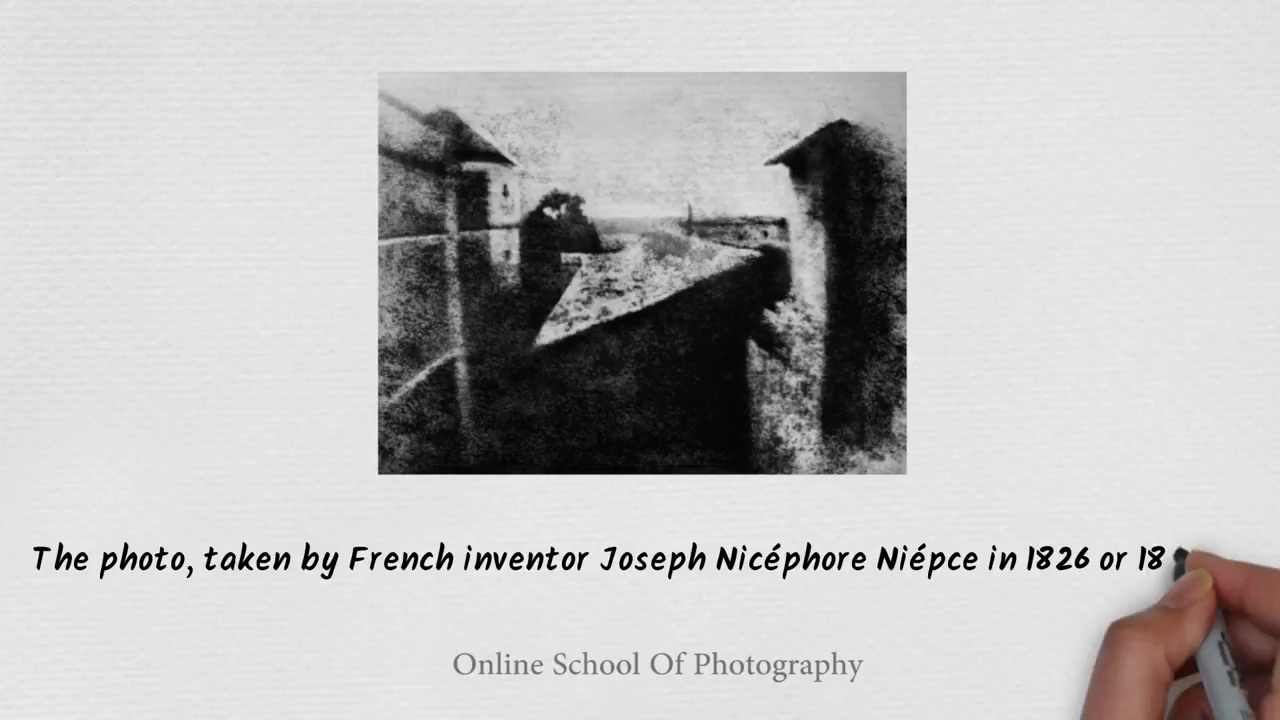 The photo, taken by French inventor Joseph Nicéphore Niépce in 1826 or 18
Online School Of Photography